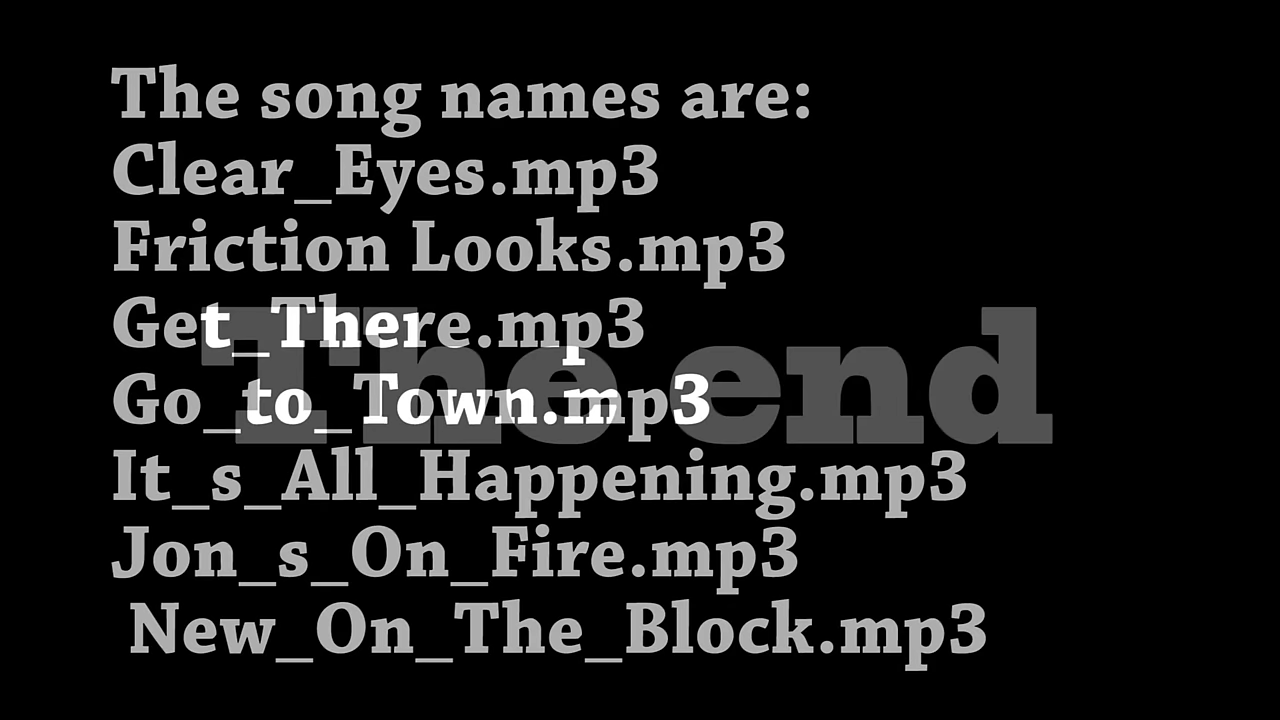 The song names are:
Clear_Eyes.mp3
Friction Looks.mp3
Get_There.mp3
The end
Go_to_Town.mp3
It_s_All_Happening.mp3
Jon_s_On_Fire.mp3
New_On_The_Block.mp3